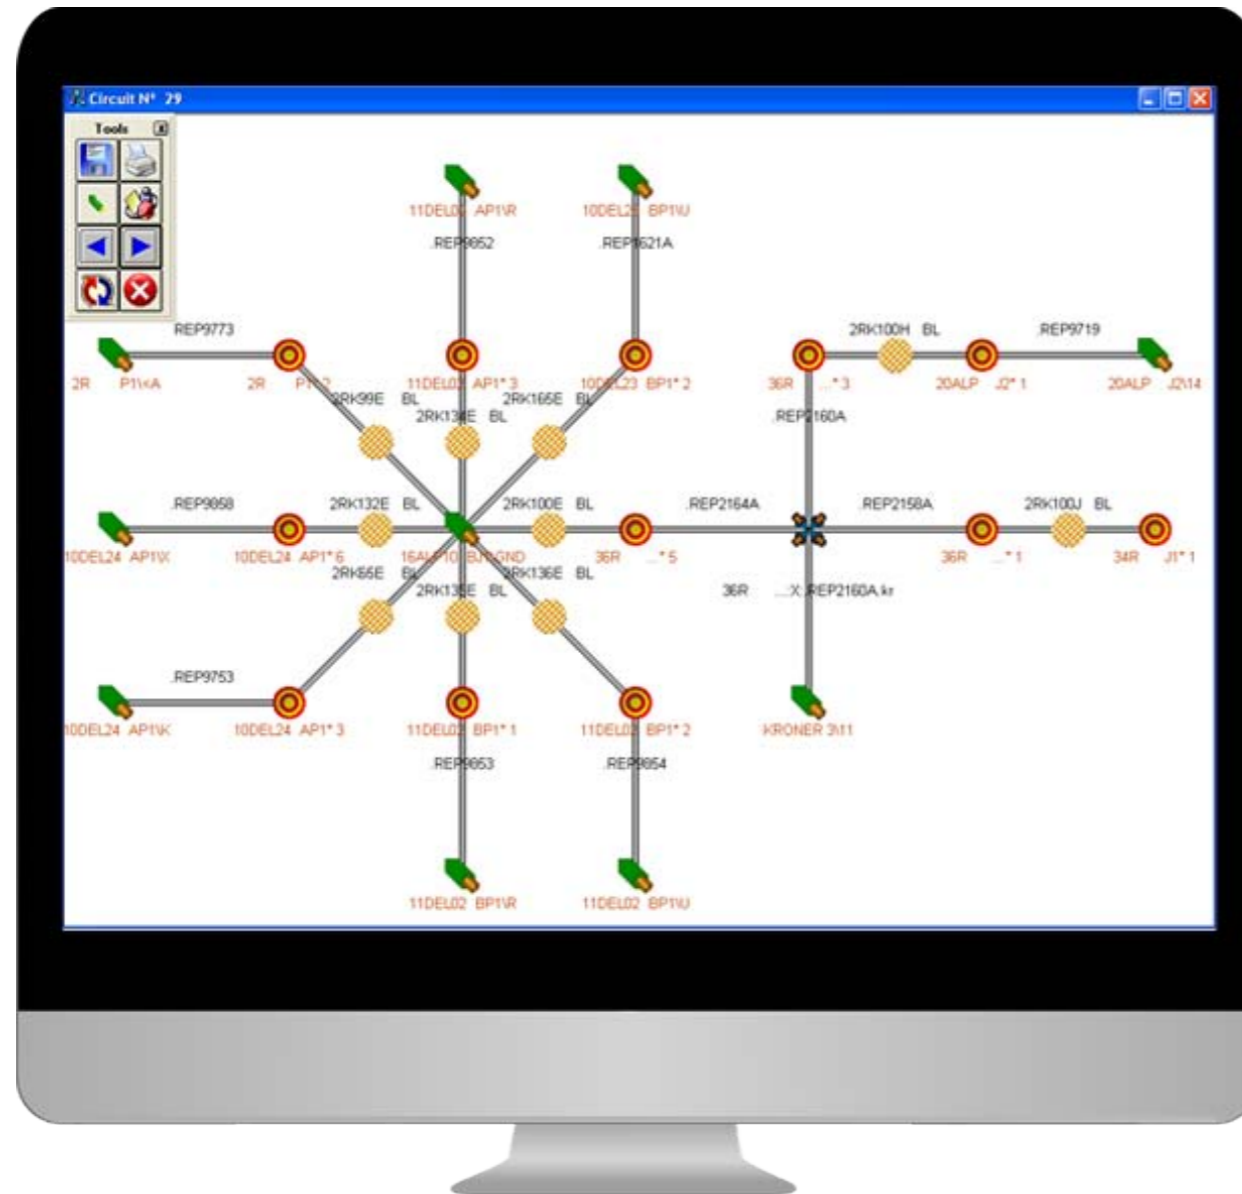 Circuit N° 29
Tools
11DEL02 AP1\R
10DEL23 BP1\U
.REP9852
.REP1621A
.REP9773
2RK100H BL
.REP9719
2R P1\<A
2R P1* 2
11DEL02 AP1* 3
10DEL23 BP1* 2
36R ...* 3
20ALP J2* 1
20ALP J2\14
2RK99E BL
2RK134E BL
2RK165E BL
.REP2160A
.REP9858
2RK132E BL
2RK100E BL
.REP2164A
.REP2158A
2RK100J BL
10DEL24 AP1\X
10DEL24 AP1* 6
36R ...* 5
36R ...* 1
34R J1* 1
BL
2RK135E BL
2RK136E BL
36R ...:X:.REP2160A.kr
.REP9753
10DEL24 AP1\K
10DEL24 AP1* 3
11DEL02 BP1* 1
11DEL02 BP1* 2
KRONER 3\11
.REP9853
.REP9854
11DEL02 BP1\R
11DEL02 BP1\U